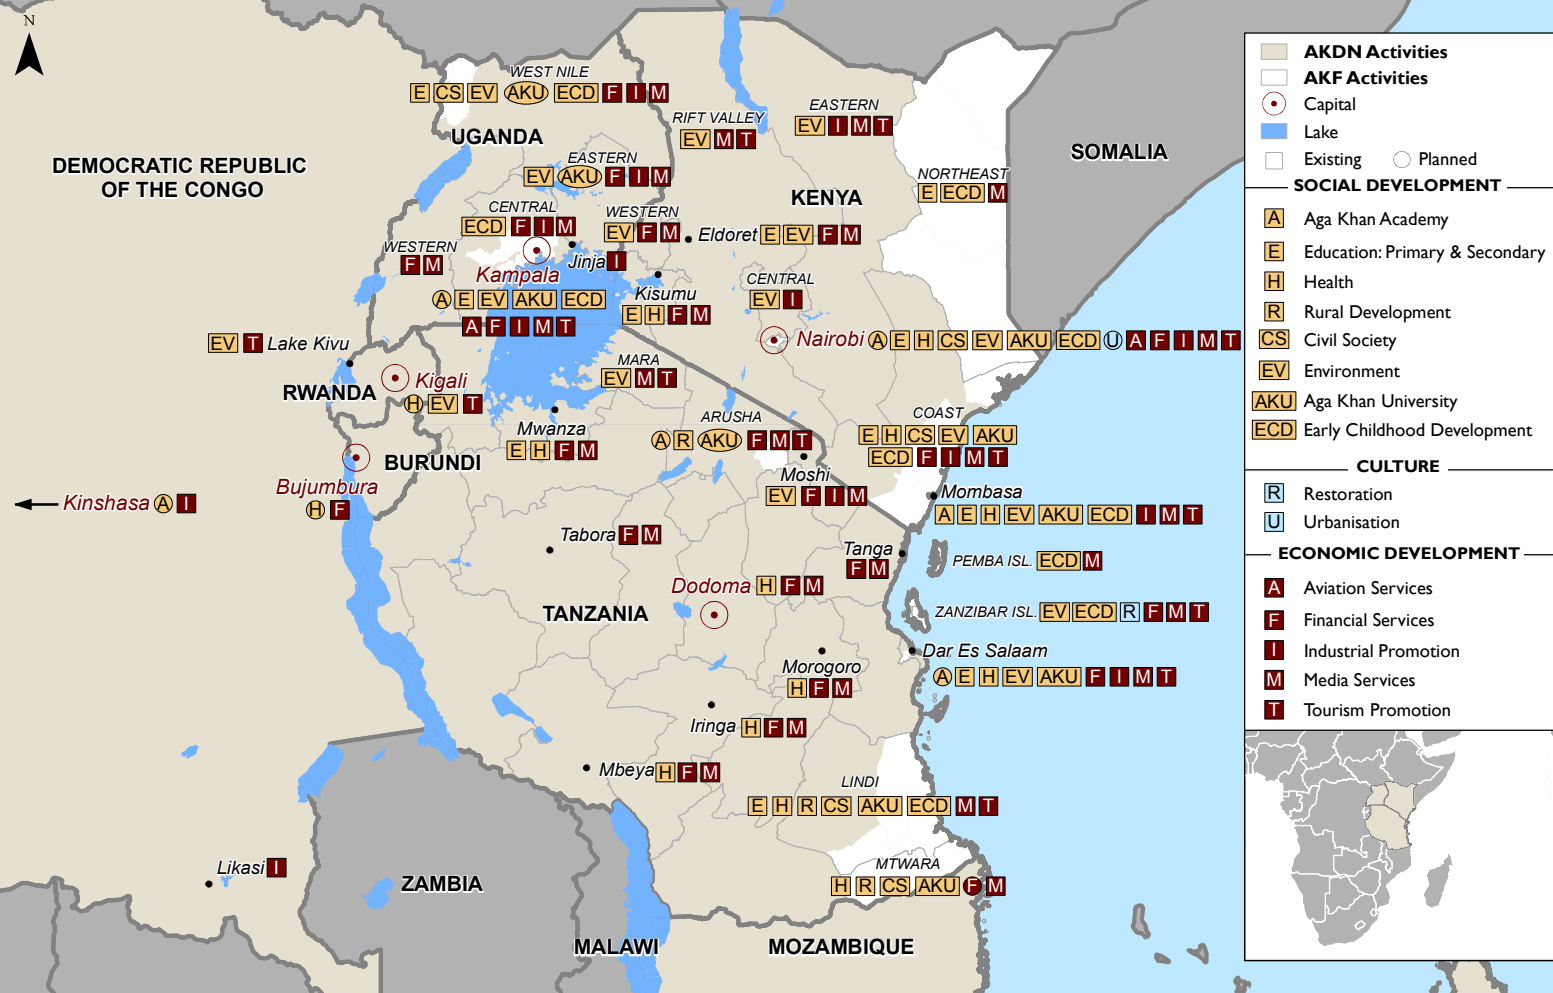 N
WEST NILE
E CS EV AKU ECD F I M
UGANDA
DEMOCRATIC REPUBLIC
OF THE CONGO
RIFT VALLEY
EV M T
EASTERN
EV I M T
SOMALIA
EASTERN
EV AKU F I M
NORTHEAST
E ECD M
KENYA
CENTRAL
ECD F I M
WESTERN
EV F M
Eldoret E EV F M
WESTERN
F M
Jinja I
Kampala
A E EV AKU ECD
A F I M T
Kisumu
E H F M
CENTRAL
EV I
EV T Lake Kivu
Nairobi A E H CS EV AKU ECD U A F I M T
MARA
EV M T
RWANDA
Kigali
H EV T
Mwanza
E H F M
ARUSHA
A R AKU F M T
COAST
E H CS EV AKU
ECD F I M T
BURUNDI
Moshi
EV F I M
Bujumbura
H F
Kinshasa A I
Mombasa
A E H EV AKU ECD I M T
Tabora F M
Tanga
F M
PEMBA ISL. ECD M
Dodoma H F M
TANZANIA
ZANZIBAR ISL. EV ECD R F M T
Dar Es Salaam
A E H EV AKU F I M T
Morogoro
H F M
Iringa H F M
Mbeya H F M
LINDI
E H R CS AKU ECD M T
MTWARA
H R CS AKU F M
Likasi I
ZAMBIA
MALAWI
MOZAMBIQUE
AKDN Activities
AKF Activities
Capital
Lake
Existing Planned
SOCIAL DEVELOPMENT
A Aga Khan Academy
E Education: Primary & Secondary
H Health
R Rural Development
CS Civil Society
EV Environment
AKU Aga Khan University
ECD Early Childhood Development
CULTURE
R Restoration
U Urbanisation
ECONOMIC DEVELOPMENT
A Aviation Services
F Financial Services
I Industrial Promotion
M Media Services
T Tourism Promotion